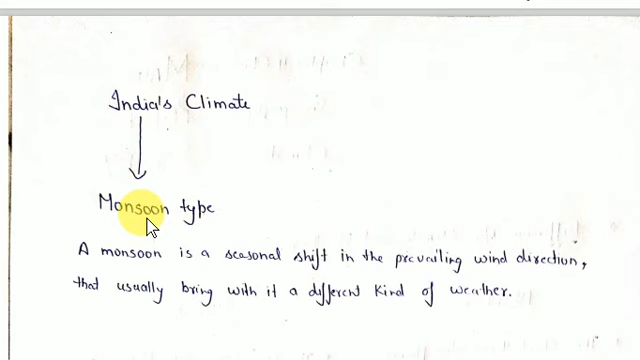 India's Climate
Monsoon type
A monsoon is a seasonal shift in the prevailing wind direction,
that usually bring with it a different kind of weather.